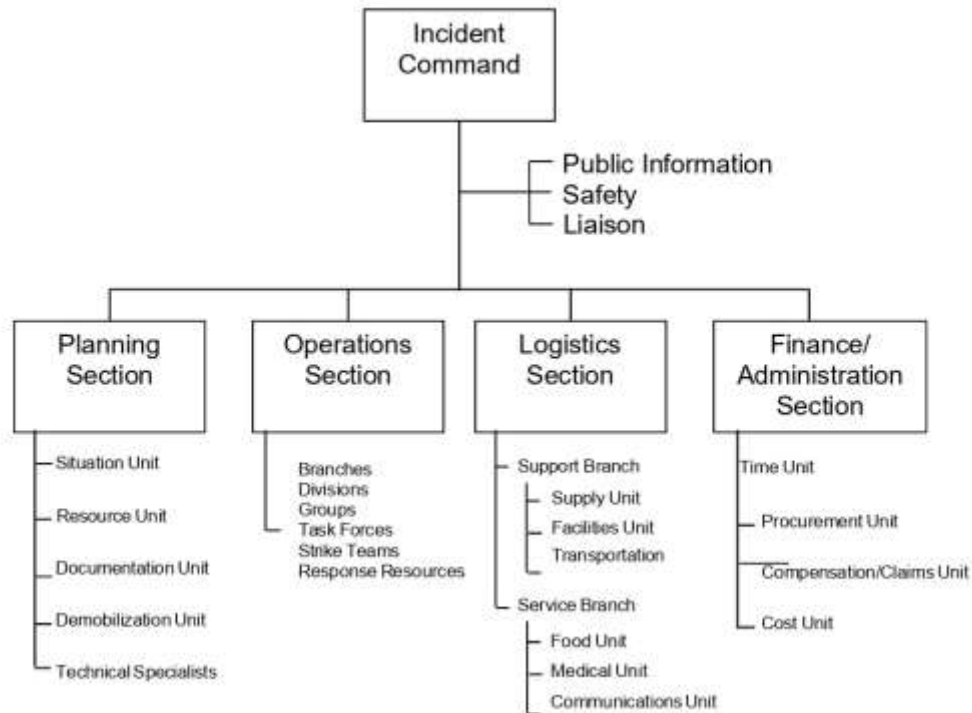 Incident
Command
Public Information
Safety
Liaison
Planning
Section
Situation Unit
Resource Unit
Documentation Unit
Demobilization Unit
Technical Specialists
Operations
Section
Branches
Divisions
Groups
Task Forces
Strike Teams
Response Resources
Logistics
Section
Support Branch
Supply Unit
Facilities Unit
Transportation
Service Branch
Food Unit
Medical Unit
Communications Unit
Finance/
Administration
Section
Time Unit
Procurement Unit
Compensation/Claims Unit
Cost Unit